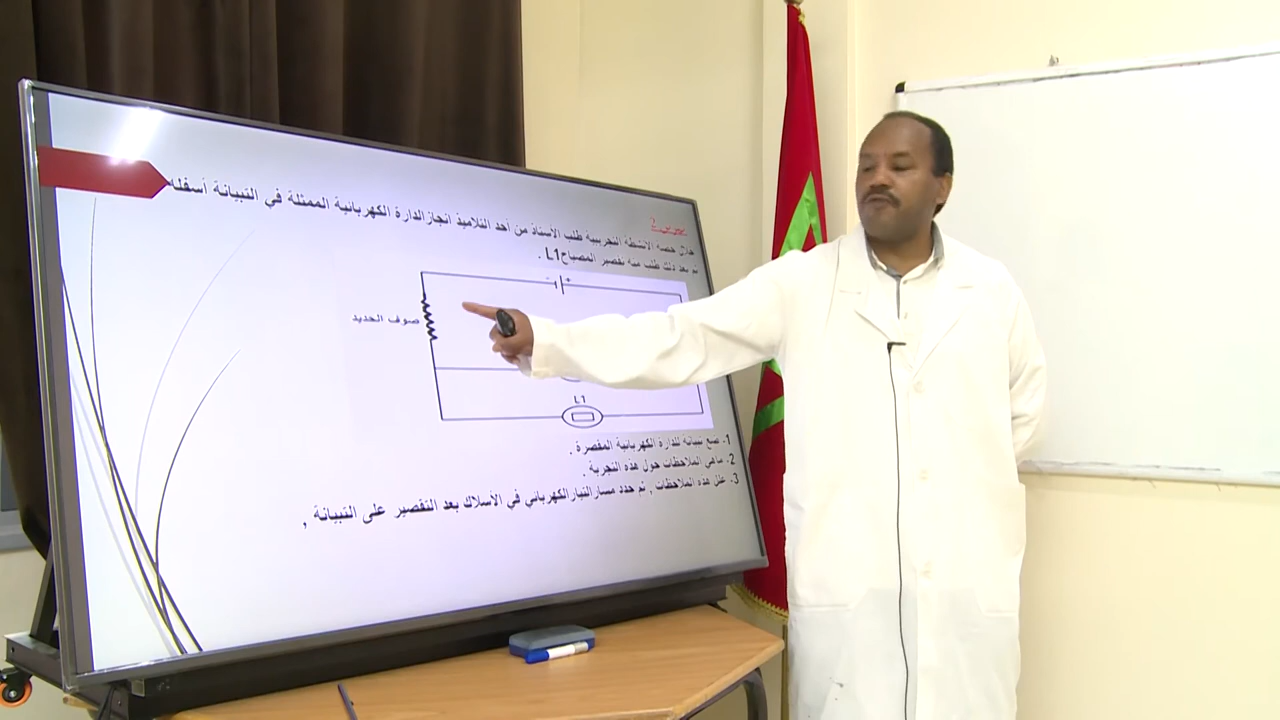 خلال حصة الأنشطة التجريبية طلب الأستاذ من أحد التلاميذ انجاز الدارة الكهربائية الممثلة في التبيانة أسفله
ثم بعد ذلك طلب منه تقصير المصباح L1 .
- +
صوف الحديد
L1
1- ضع تبيانة للدارة الكهربائية المقصرة .
2- ماهي الملاحظات حول هذه التجربة .
3- علل هذه الملاحظات , ثم حدد مسار التيار الكهربائي في الأسلاك بعد التقصير على التبيانة ,